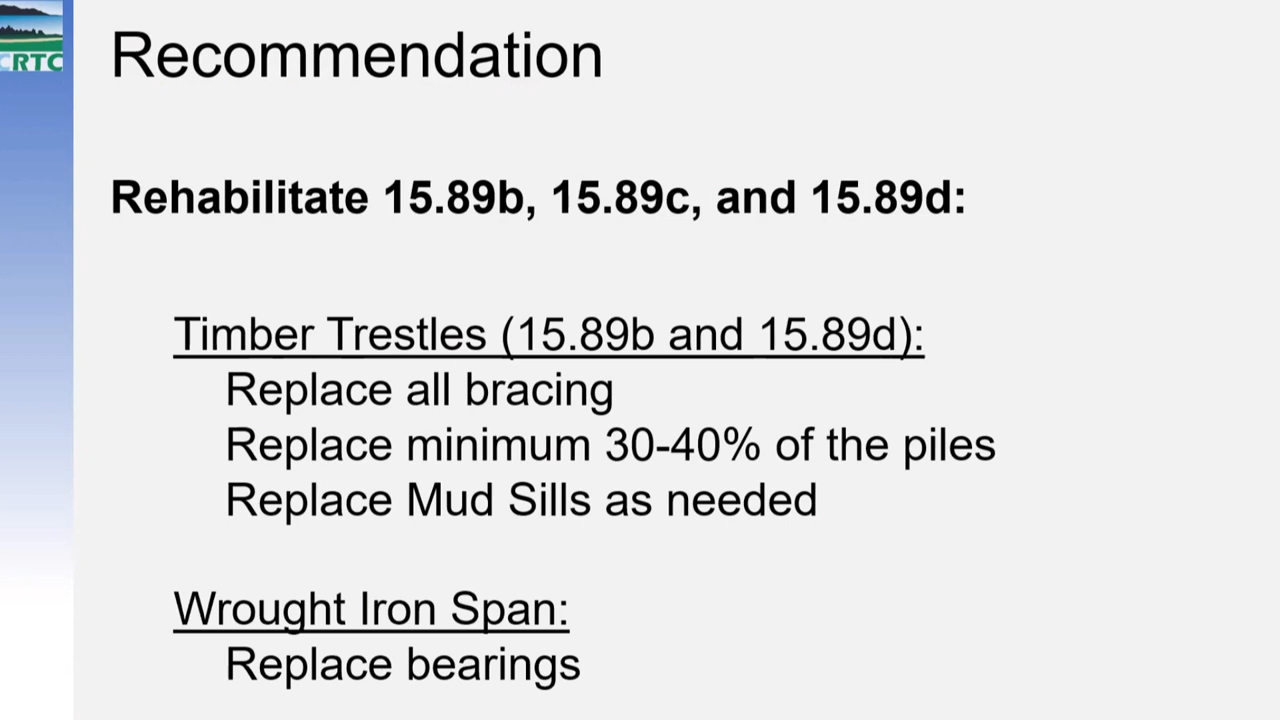 CRTC
Recommendation
Rehabilitate 15.89b, 15.89c, and 15.89d:
Timber Trestles (15.89b and 15.89d):
Replace all bracing
Replace minimum 30-40% of the piles
Replace Mud Sills as needed
Wrought Iron Span:
Replace bearings